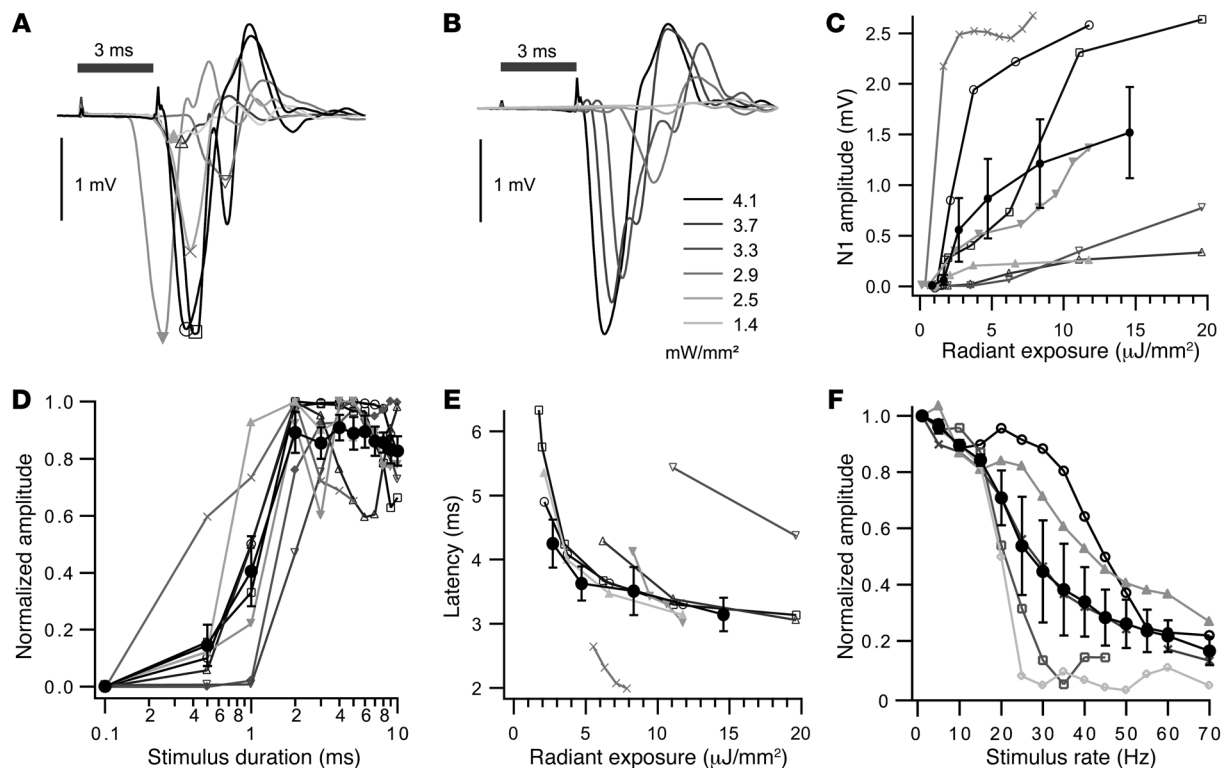 A
3 ms
1 mV
B
3 ms
1 mV
4.1
3.7
3.3
2.9
2.5
1.4
mW/mm²
C
N1 amplitude (mV)
2.5
2.0
1.5
1.0
0.5
0.0
0 5 10 15 20
Radiant exposure (μJ/mm²)
D
Normalized amplitude
1.0
0.8
0.6
0.4
0.2
0.0
2 4 6 8 2 4 6 8
0.1 1 10
Stimulus duration (ms)
E
Latency (ms)
6
5
4
3
2
0 5 10 15 20
Radiant exposure (μJ/mm²)
F
Normalized amplitude
1.0
0.8
0.6
0.4
0.2
0
0 10 20 30 40 50 60 70
Stimulus rate (Hz)